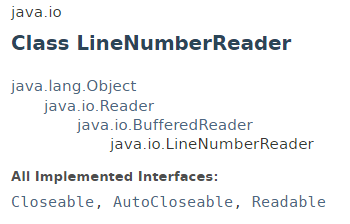 java.io
Class LineNumberReader
java.lang.Object
java.io.Reader
java.io.BufferedReader
java.io.LineNumberReader
All Implemented Interfaces:
Closeable, AutoCloseable, Readable